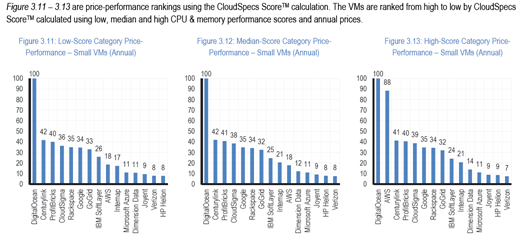 Figure 3.11 – 3.13 are price-performance rankings using the CloudSpecs Score™ calculation. The VMs are ranked from high to low by CloudSpecs
Score™ calculated using low, median and high CPU & memory performance scores and annual prices.
Figure 3.11: Low-Score Category Price-
Performance – Small VMs (Annual)
100
90
80
70
60
50
40
30
20
10
0
100 42 40 36 35 34 33 26 18 17 11 11 9 8 8
DigitalOcean
Centurylink
ProfitBricks
CloudSigma
Google
Rackspace
GoGrid
IBM SoftLayer
AWS
Internap
Microsoft Azure
Dimension Data
Joyent
Verizon
HP Helion
Figure 3.12: Median-Score Category Price-
Performance – Small VMs (Annual)
100
90
80
70
60
50
40
30
20
10
0
100 42 41 38 35 34 32 25 21 18 12 11 9 8 8
DigitalOcean
Centurylink
ProfitBricks
CloudSigma
Google
Rackspace
GoGrid
IBM SoftLayer
Internap
AWS
Dimension Data
Microsoft Azure
Joyent
HP Helion
Verizon
Figure 3.13: High-Score Category Price-
Performance – Small VMs (Annual)
100
90
80
70
60
50
40
30
20
10
0
100 88 41 40 39 35 34 32 24 21 14 11 9 9 7
DigitalOcean
AWS
Centurylink
ProfitBricks
CloudSigma
Google
Rackspace
GoGrid
IBM SoftLayer
Internap
Dimension Data
Microsoft Azure
Joyent
HP Helion
Verizon